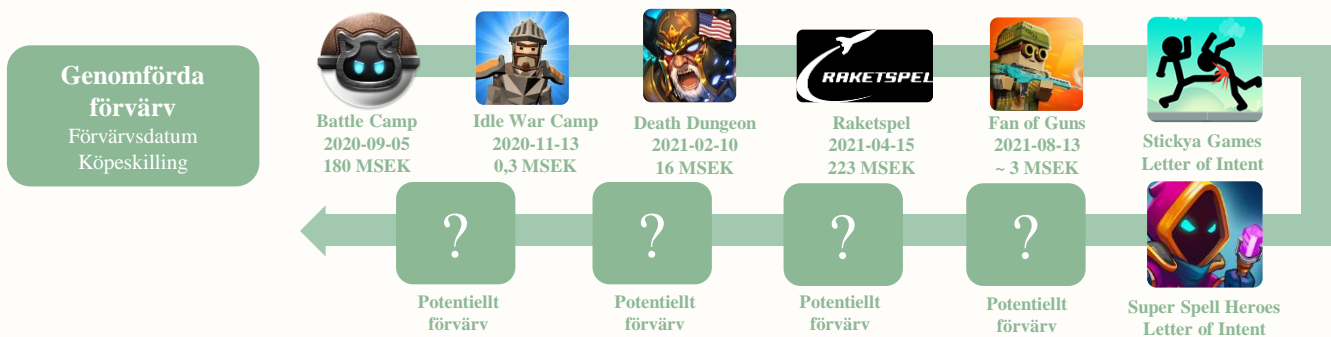 Genomförda
förvärv
Förvärvsdatum
Köpeskilling
Battle Camp
2020-09-05
180 MSEK
Idle War Camp
2020-11-13
0,3 MSEK
Death Dungeon
2021-02-10
16 MSEK
RAKETSPEL
Raketspel
2021-04-15
223 MSEK
Fan of Guns
2021-08-13
~ 3 MSEK
Stickya Games
Letter of Intent
?
Potentiellt
förvärv
?
Potentiellt
förvärv
?
Potentiellt
förvärv
?
Potentiellt
förvärv
Super Spell Heroes
Letter of Intent